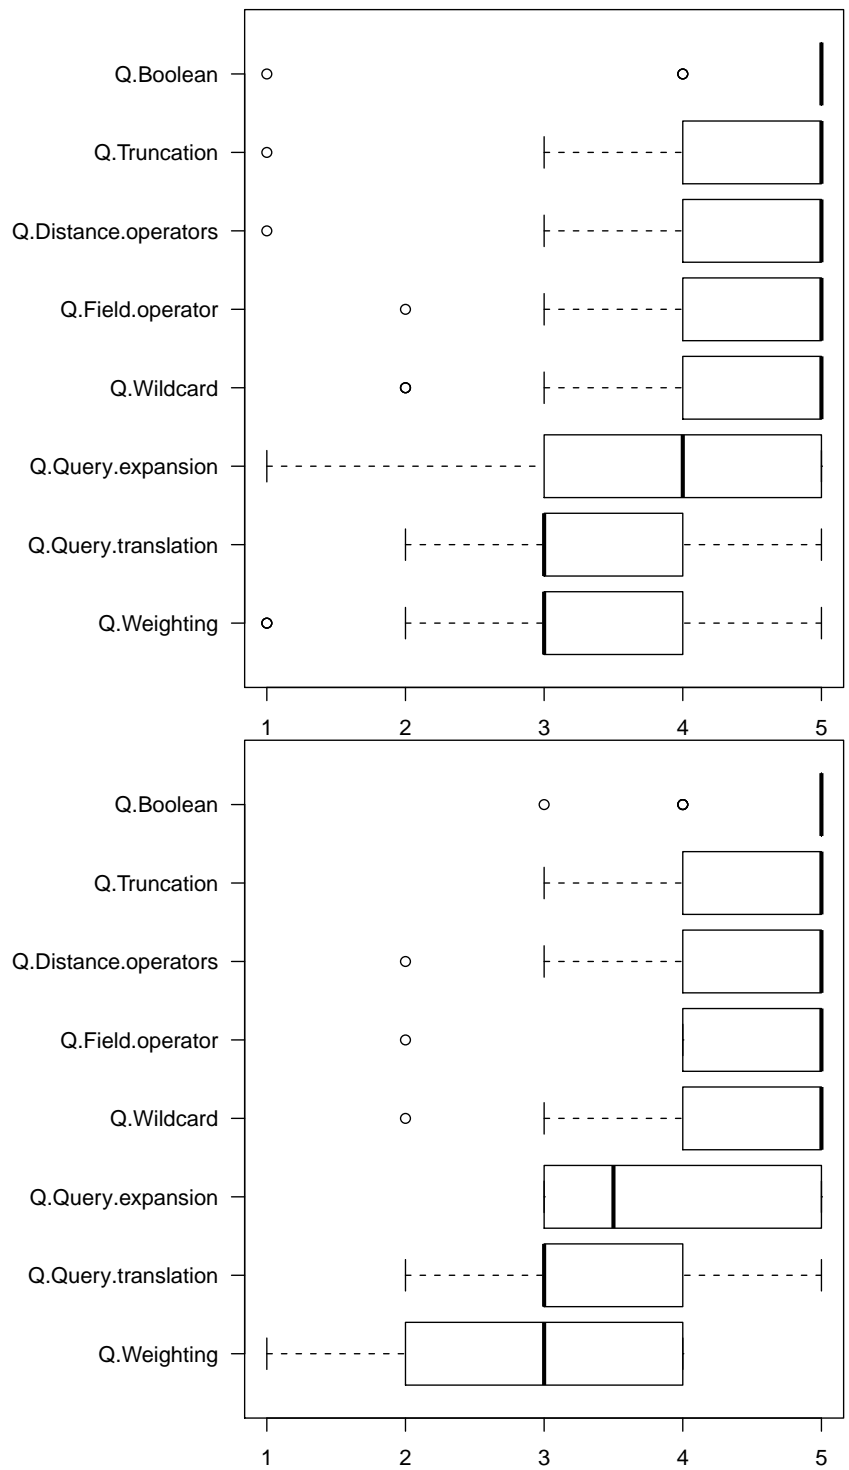 Q.Boolean
Q.Truncation
Q.Distance.operators
Q.Field.operator
Q.Wildcard
Q.Query.expansion
Q.Query.translation
Q.Weighting
1 2 3 4 5
Q.Boolean
Q.Truncation
Q.Distance.operators
Q.Field.operator
Q.Wildcard
Q.Query.expansion
Q.Query.translation
Q.Weighting
1 2 3 4 5